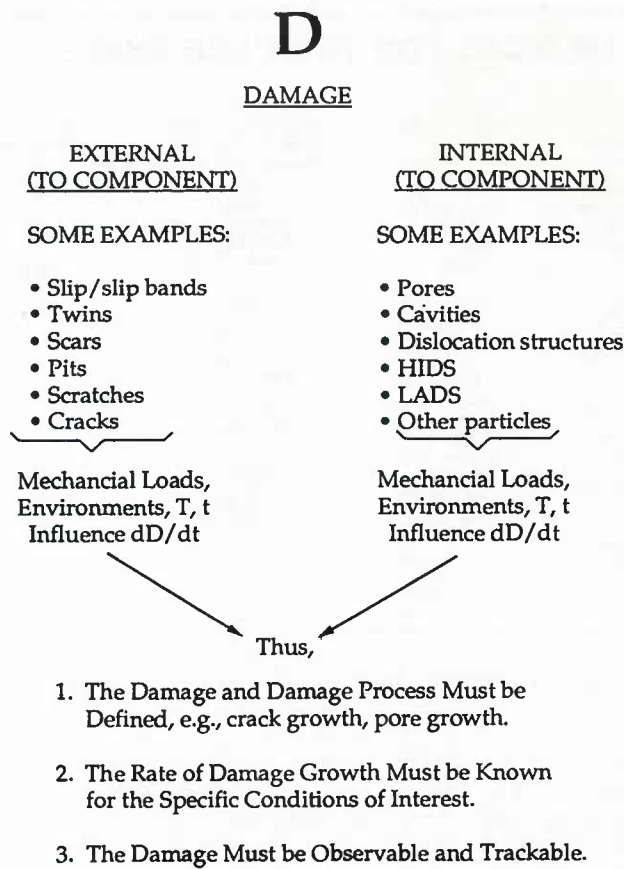 D
DAMAGE
EXTERNAL
(TO COMPONENT)
SOME EXAMPLES:
• Slip/slip bands
• Twins
• Scars
• Pits
• Scratches
• Cracks
Mechancial Loads,
Environments, T, t
Influence dD/dt
INTERNAL
(TO COMPONENT)
SOME EXAMPLES:
• Pores
• Cavities
• Dislocation structures
• HIDS
• LADS
• Other particles
Mechancial Loads,
Environments, T, t
Influence dD/dt
Thus,
1. The Damage and Damage Process Must be
Defined, e.g., crack growth, pore growth.
2. The Rate of Damage Growth Must be Known
for the Specific Conditions of Interest.
3. The Damage Must be Observable and Trackable.